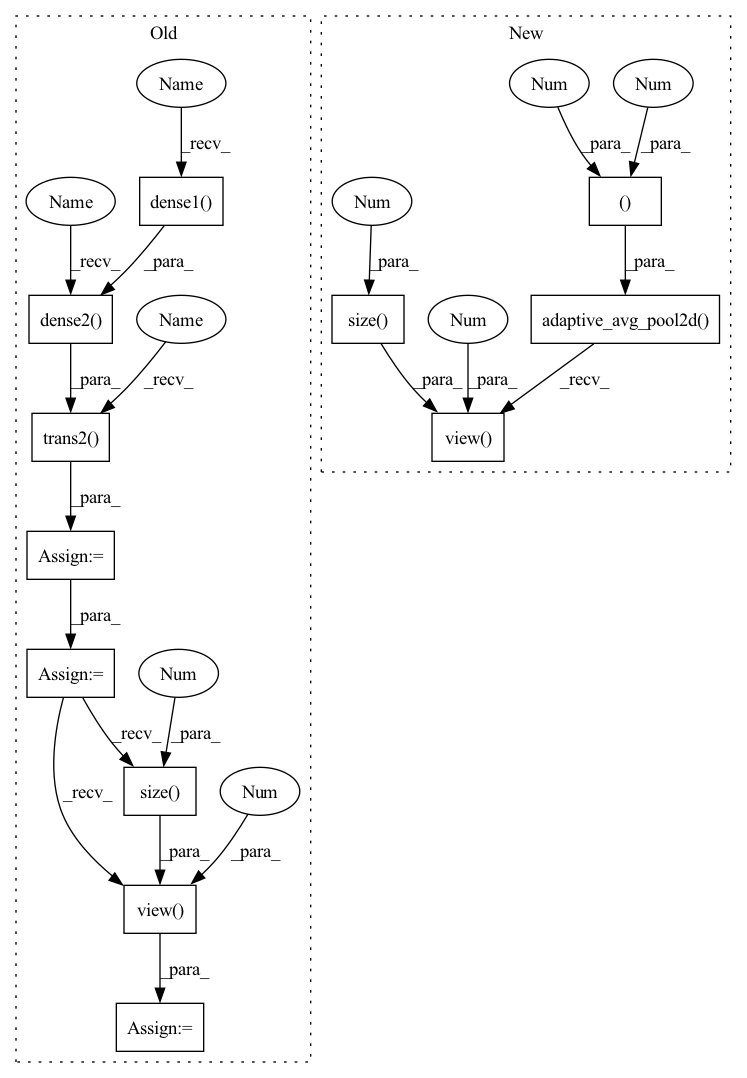 Old
New
Name
Num
Num
_recv_
_para_
_para_
Name
dense1()
Num
()
_recv_
_para_
_para_
_para_
dense2()
Name
size()
Num
adaptive_avg_pool2d()
_para_
_recv_
_para_
_para_
_recv_
trans2()
view()
_para_
Assign:=
_para_
Assign:=
Num
_recv_
_para_
_recv_
size()
Num
_para_
_para_
view()
_para_
Assign:=